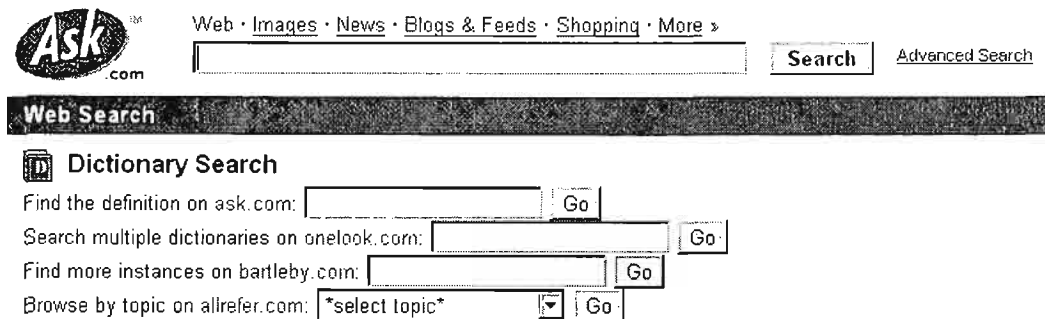 Ask.com TM
Web · Images · News · Blogs & Feeds · Shopping · More »
Search Advanced Search
Web Search
D Dictionary Search
Find the definition on ask.com: Go
Search multiple dictionaries on onelook.com: Go
Find more instances on bartleby.com: Go
Browse by topic on allrefer.com: *select topic* Go